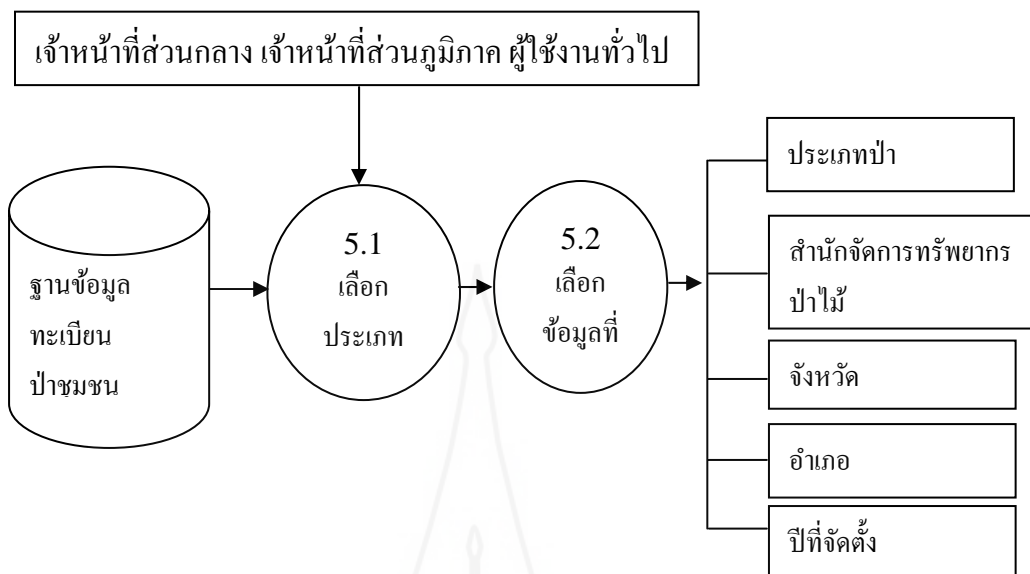 เจ้าหน้าที่ส่วนกลาง เจ้าหน้าที่ส่วนภูมิภาค ผู้ใช้งานทั่วไป
ฐานข้อมูล
ทะเบียน
ป่าชุมชน
5.1
เลือก
ประเภท
5.2
เลือก
ข้อมูลที่
ประเภทป่า
สำนักจัดการทรัพยากร
ป่าไม้
จังหวัด
อำเภอ
ปีที่จัดตั้ง